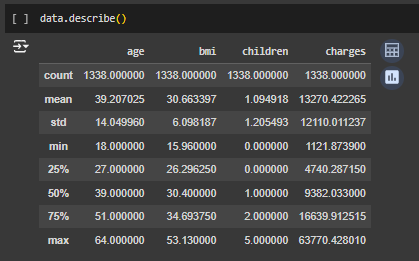 [ ] data.describe()
age bmi children charges
count 1338.000000 1338.000000 1338.000000 1338.000000
mean 39.207025 30.663397 1.094918 13270.422265
std 14.049960 6.098187 1.205493 12110.011237
min 18.000000 15.960000 0.000000 1121.873900
25% 27.000000 26.296250 0.000000 4740.287150
50% 39.000000 30.400000 1.000000 9382.033000
75% 51.000000 34.693750 2.000000 16639.912515
max 64.000000 53.130000 5.000000 63770.428010